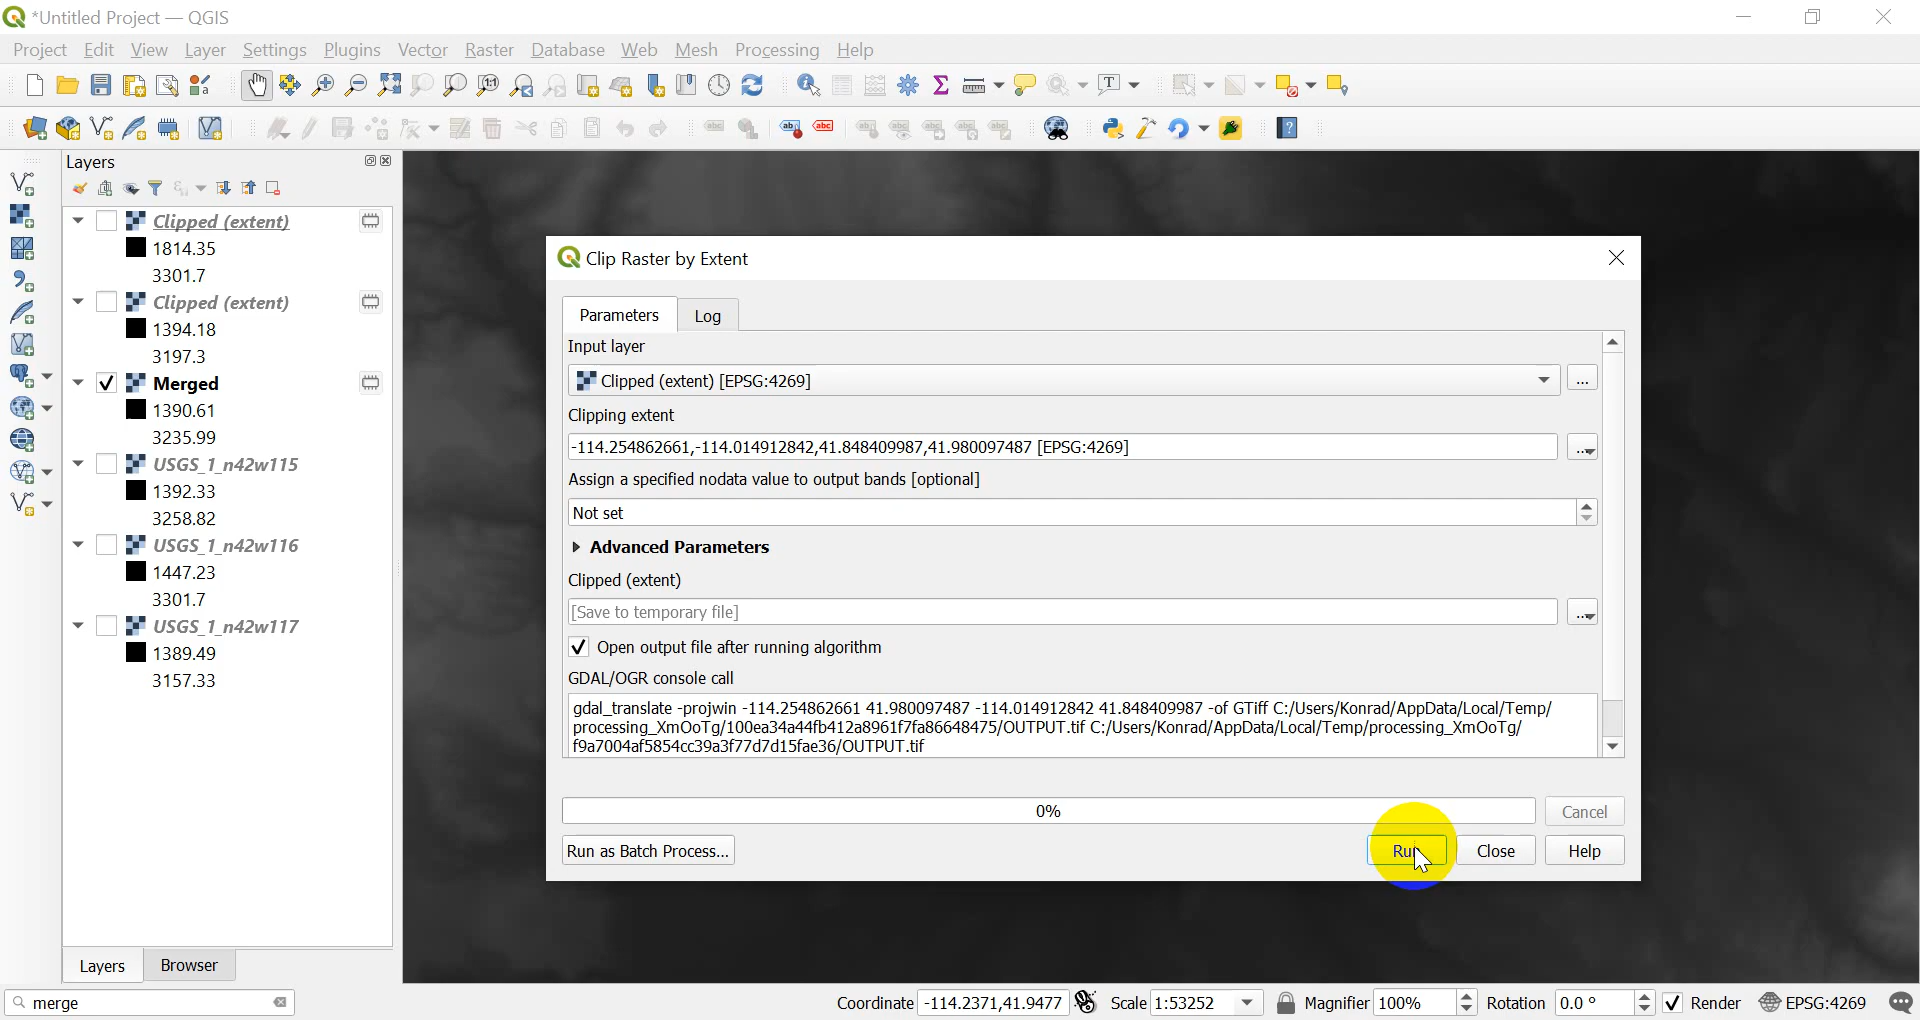 *Untitled Project — QGIS
Project Edit View Layer Settings Plugins Vector Raster Database Web Mesh Processing Help
Layers
Clipped (extent)
1814.35
3301.7
Clipped (extent)
1394.18
3197.3
Merged
1390.61
3235.99
USGS_1_n42w115
1392.33
3258.82
USGS_1_n42w116
1447.23
3301.7
USGS_1_n42w117
1389.49
3157.33
Layers Browser
Clip Raster by Extent
Parameters Log
Input layer
Clipped (extent) [EPSG:4269]
Clipping extent
-114.254862661,-114.014912842,41.848409987,41.980097487 [EPSG:4269]
Assign a specified nodata value to output bands [optional]
Not set
Advanced Parameters
Clipped (extent)
[Save to temporary file]
Open output file after running algorithm
GDAL/OGR console call
gdal_translate -projwin -114.254862661 41.980097487 -114.014912842 41.848409987 -of GTiff C:/Users/Konrad/AppData/Local/Temp/
processing_XmOoTg/100ea34a44fb412a8961f7fa86648475/OUTPUT.tif C:/Users/Konrad/AppData/Local/Temp/processing_XmOoTg/
f9a7004af5854cc39a3f77d7d15fae36/OUTPUT.tif
0%
Cancel
Run as Batch Process...
Run
Close
Help
merge
Coordinate -114.2371,41.9477 Scale 1:53252 Magnifier 100% Rotation 0.0 ° Render EPSG:4269